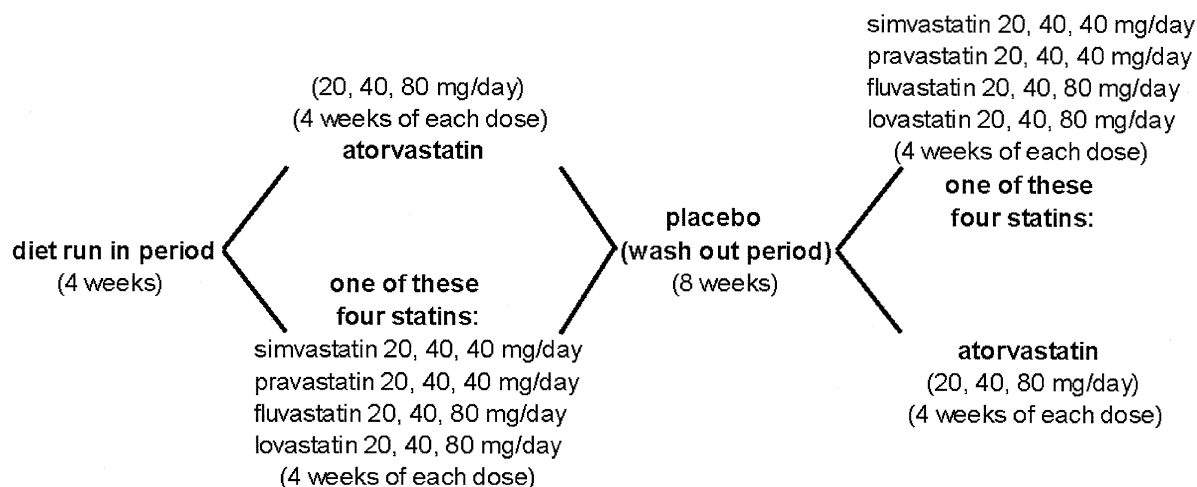 (20, 40, 80 mg/day)
(4 weeks of each dose)
atorvastatin
diet run in period
(4 weeks)
one of these
four statins:
simvastatin 20, 40, 40 mg/day
pravastatin 20, 40, 40 mg/day
fluvastatin 20, 40, 80 mg/day
lovastatin 20, 40, 80 mg/day
(4 weeks of each dose)
placebo
(wash out period)
(8 weeks)
simvastatin 20, 40, 40 mg/day
pravastatin 20, 40, 40 mg/day
fluvastatin 20, 40, 80 mg/day
lovastatin 20, 40, 80 mg/day
(4 weeks of each dose)
one of these
four statins:
atorvastatin
(20, 40, 80 mg/day)
(4 weeks of each dose)